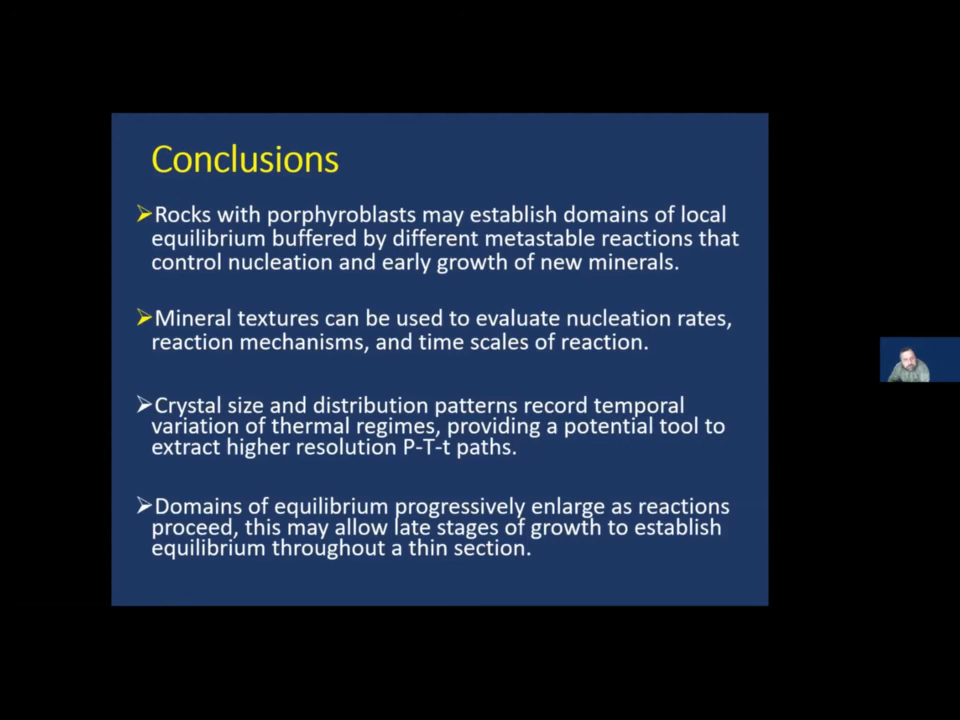 Conclusions
➢Rocks with porphyroblasts may establish domains of local
equilibrium buffered by different metastable reactions that
control nucleation and early growth of new minerals.
➢Mineral textures can be used to evaluate nucleation rates,
reaction mechanisms, and time scales of reaction.
➢Crystal size and distribution patterns record temporal
variation of thermal regimes, providing a potential tool to
extract higher resolution P-T-t paths.
➢Domains of equilibrium progressively enlarge as reactions
proceed, this may allow late stages of growth to establish
equilibrium throughout a thin section.